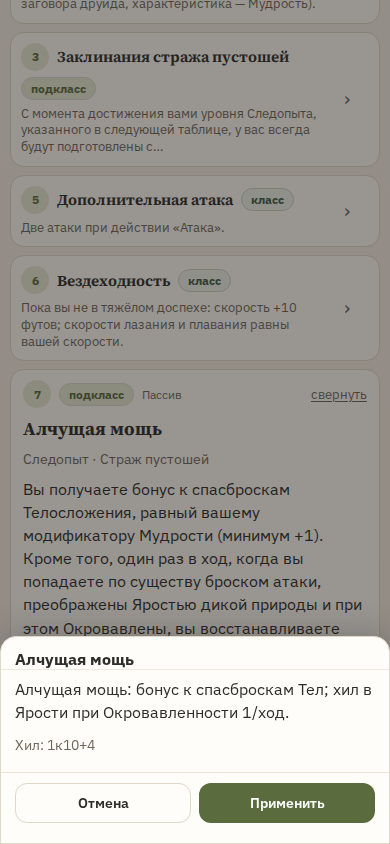 заговора друида, характеристика — Мудрость).
3 Заклинания стража пустошей
подкласс
С момента достижения вами уровня Следопыта,
указанного в следующей таблице, у вас всегда
будут подготовлены с...
5 Дополнительная атака класс
Две атаки при действии «Атака».
6 Вездеходность класс
Пока вы не в тяжёлом доспехе: скорость +10
футов; скорости лазания и плавания равны
вашей скорости.
7 подкласс Пассив свернуть
Алчущая мощь
Следопыт · Страж пустошей
Вы получаете бонус к спасброскам
Телосложения, равный вашему
модификатору Мудрости (минимум +1).
Кроме того, один раз в ход, когда вы
попадаете по существу броском атаки,
преображены Яростью дикой природы и при
этом Окровавлены, вы восстанавливаете
Алчущая мощь
Алчущая мощь: бонус к спасброскам Тел; хил в
Ярости при Окровавленности 1/ход.
Хил: 1к10+4
Отмена Применить